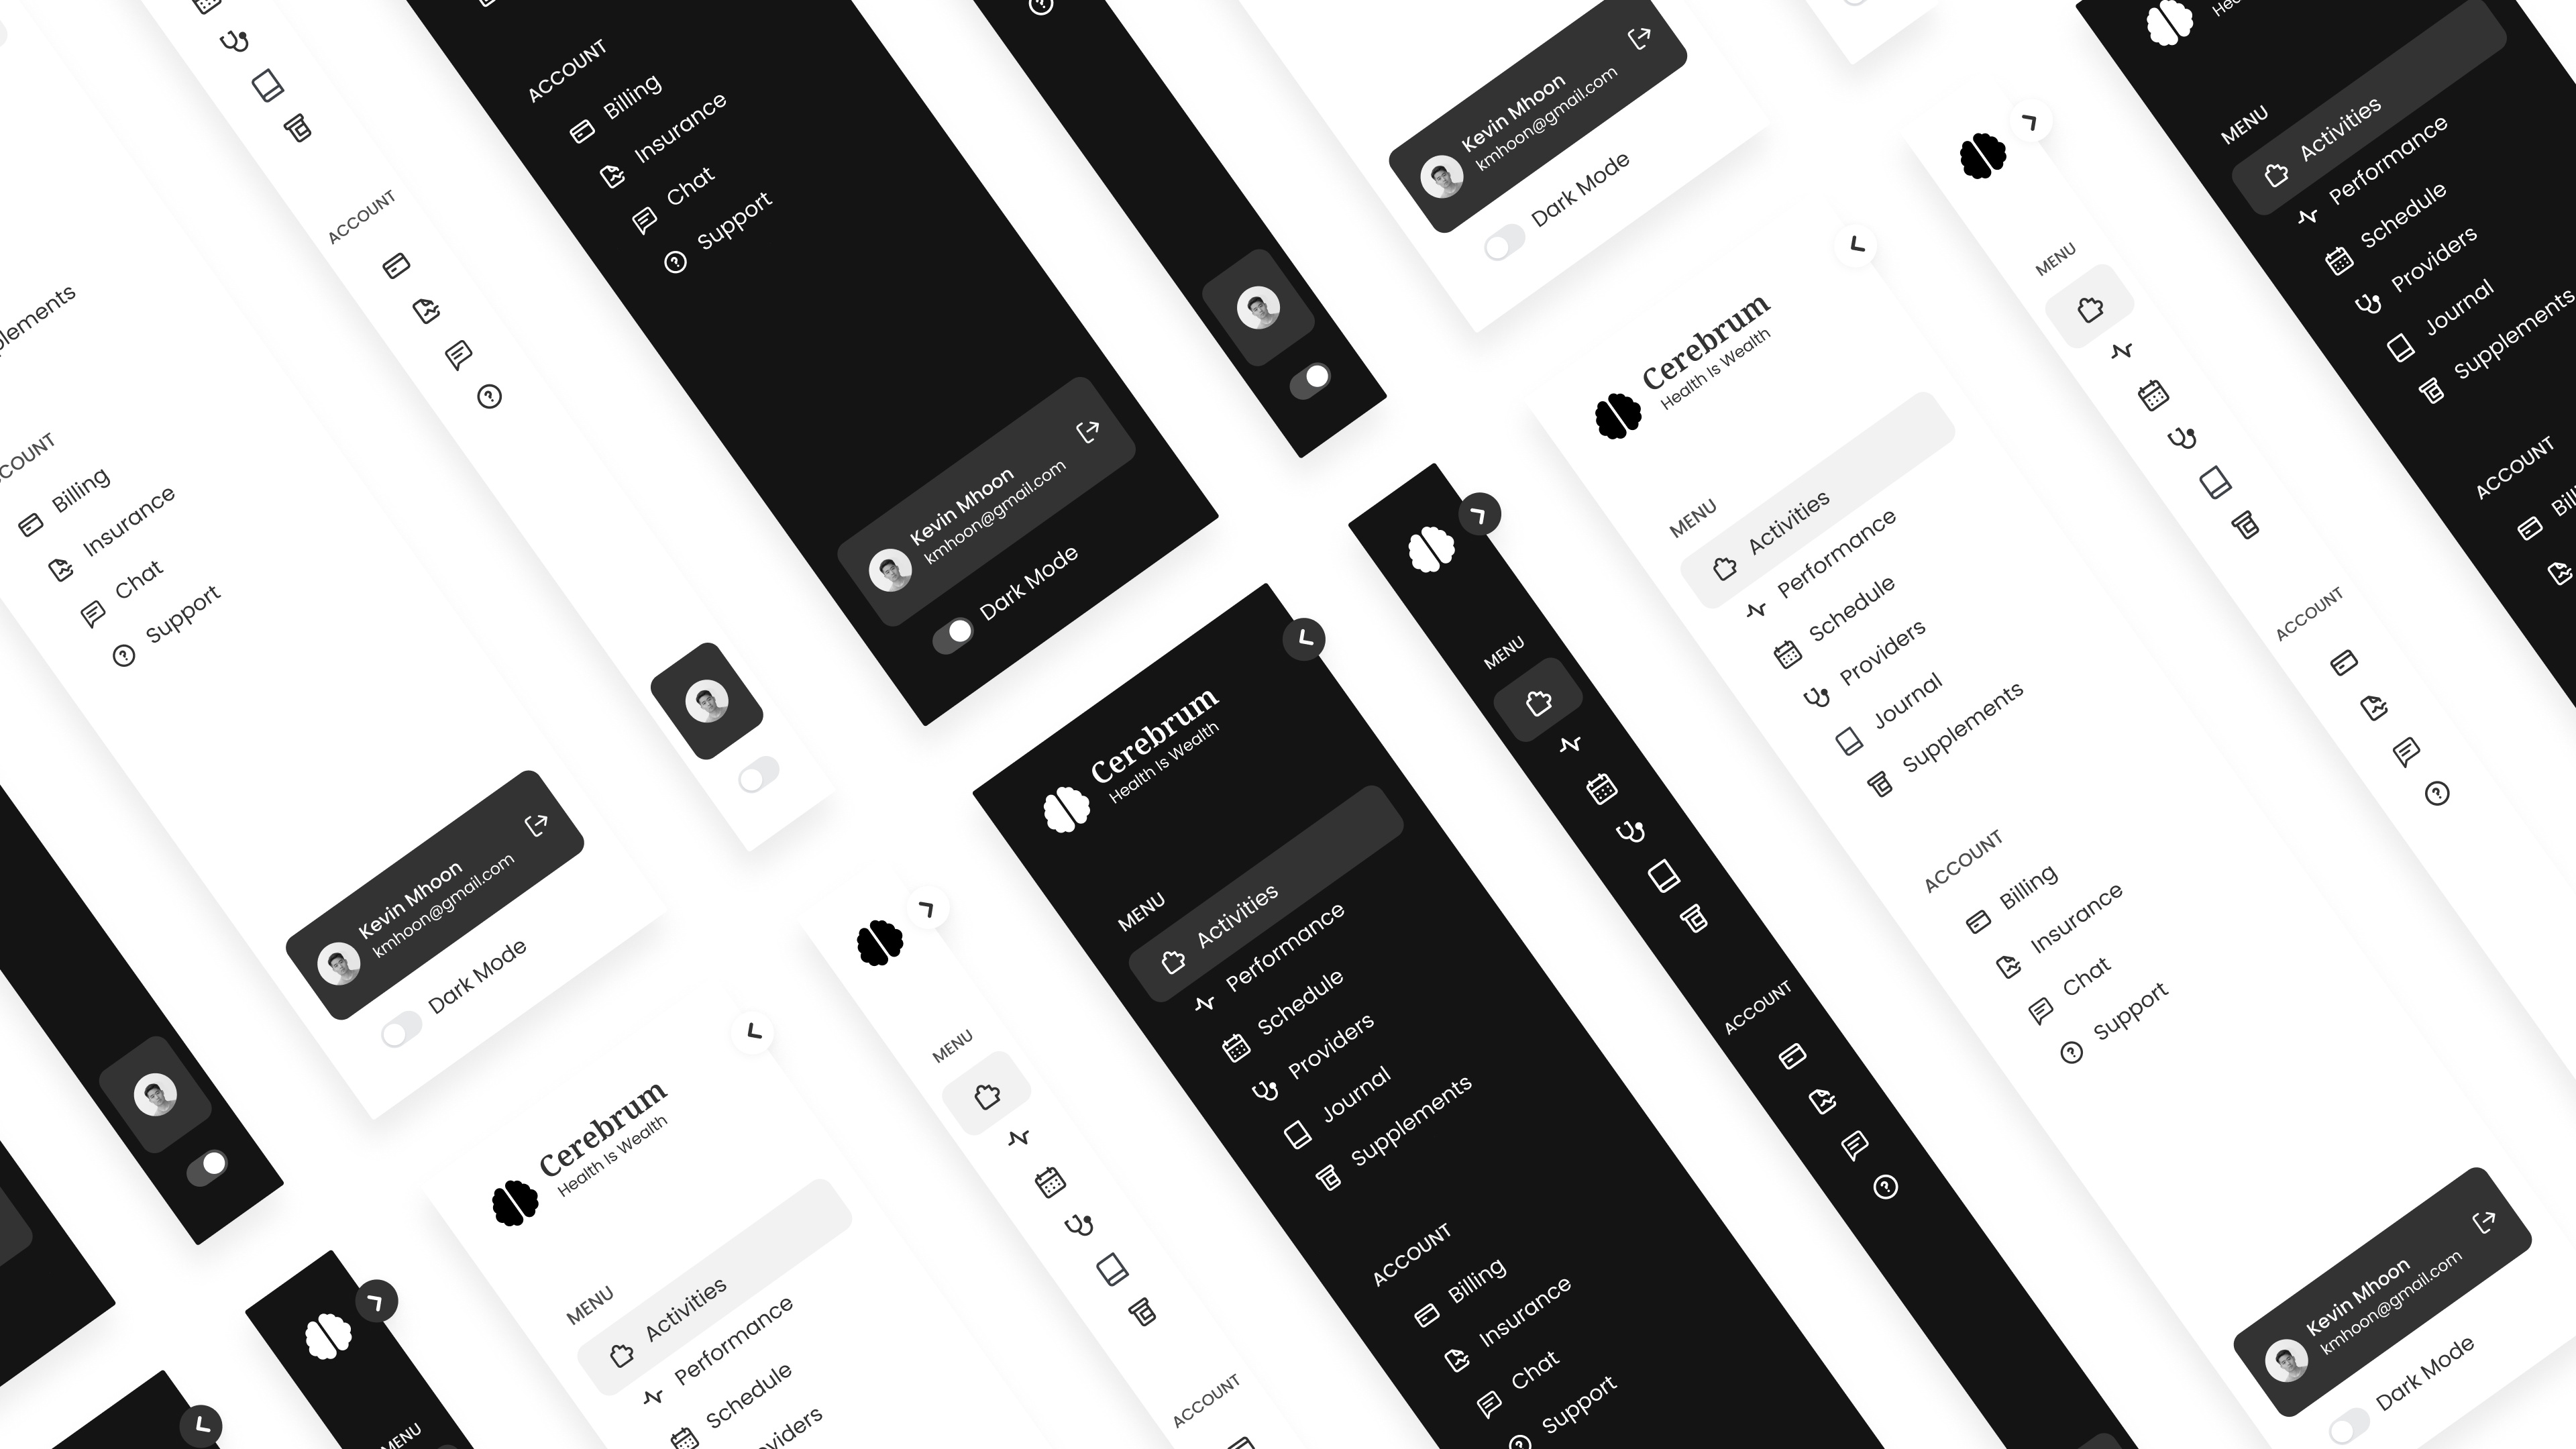 plements
COUNT
Billing
Insurance
Chat
Support
Kevin Mhoon
kmhoon@gmail.com
Dark Mode
ACCOUNT
ACCOUNT
Billing
Insurance
Chat
Support
Kevin Mhoon
kmhoon@gmail.com
Dark Mode
Kevin Mhoon
kmhoon@gmail.com
Dark Mode
MENU
Cerebrum
Health Is Wealth
MENU
Activities
Performance
Schedule
viders
MENU
ACCOUNT
Cerebrum
Health Is Wealth
MENU
Activities
Performance
Schedule
Providers
Journal
Supplements
ACCOUNT
Billing
Insurance
Chat
Support
MENU
ACCOUNT
Cerebrum
Health Is Wealth
MENU
Activities
Performance
Schedule
Providers
Journal
Supplements
ACCOUNT
Billing
Insurance
Chat
Support
Kevin Mhoon
kmhoon@gmail.com
Dark Mode
MENU
ACCOUNT
Hea
MENU
Activities
Performance
Schedule
Providers
Journal
Supplements
ACCOUNT
Bill